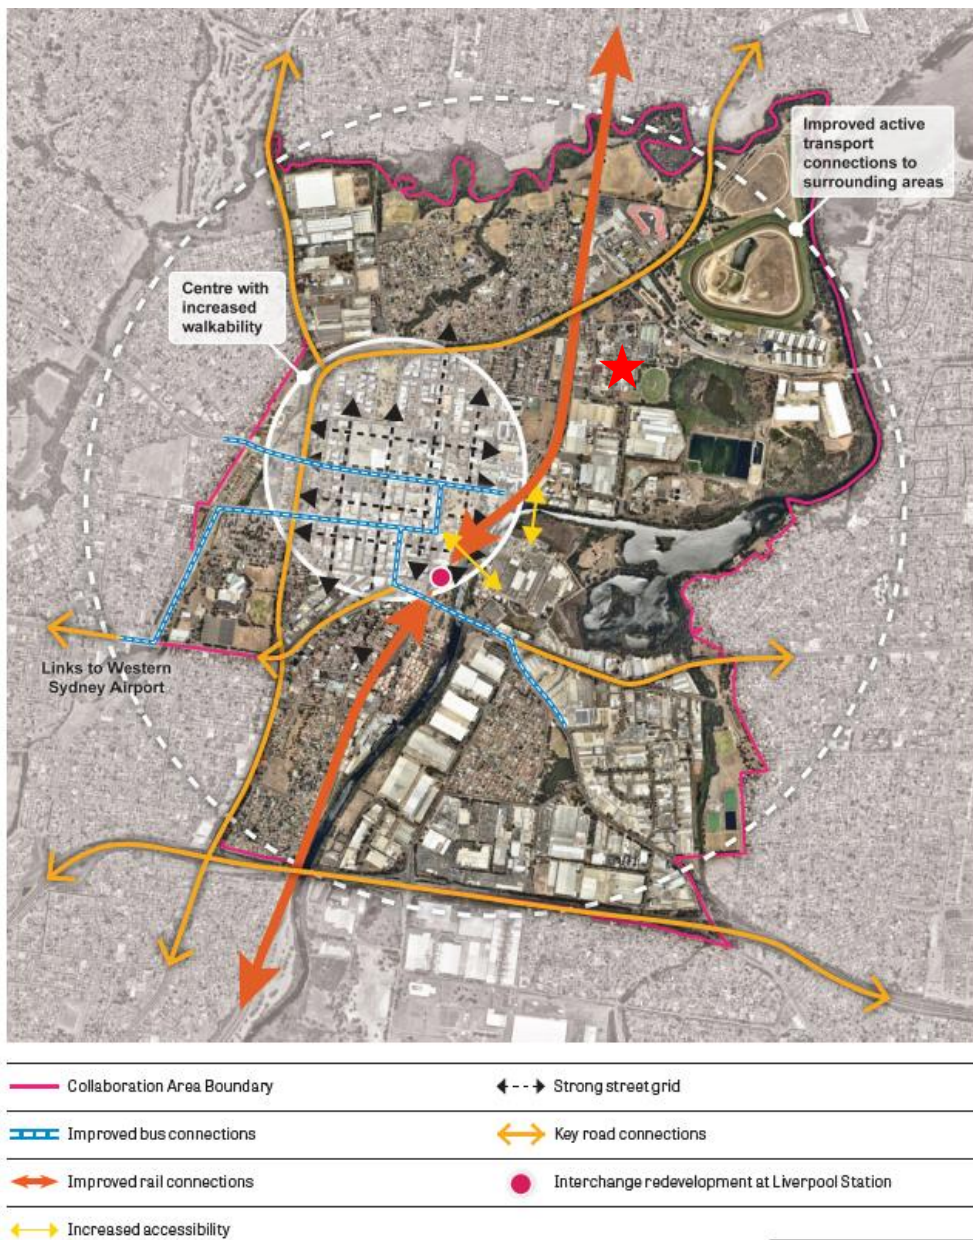 Improved active
transport
connections to
surrounding areas
Centre with
increased
walkability
Links to Western
Sydney Airport
Collaboration Area Boundary
Strong street grid
Improved bus connections
Key road connections
Improved rail connections
Interchange redevelopment at Liverpool Station
Increased accessibility